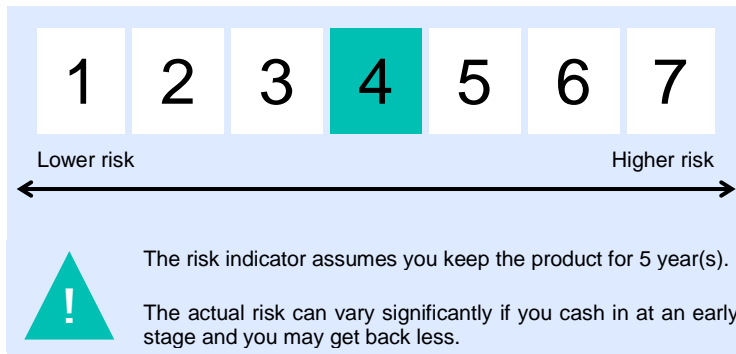 1 2 3 4 5 6 7
Lower risk Higher risk
The risk indicator assumes you keep the product for 5 year(s).
!
The actual risk can vary significantly if you cash in at an early
stage and you may get back less.